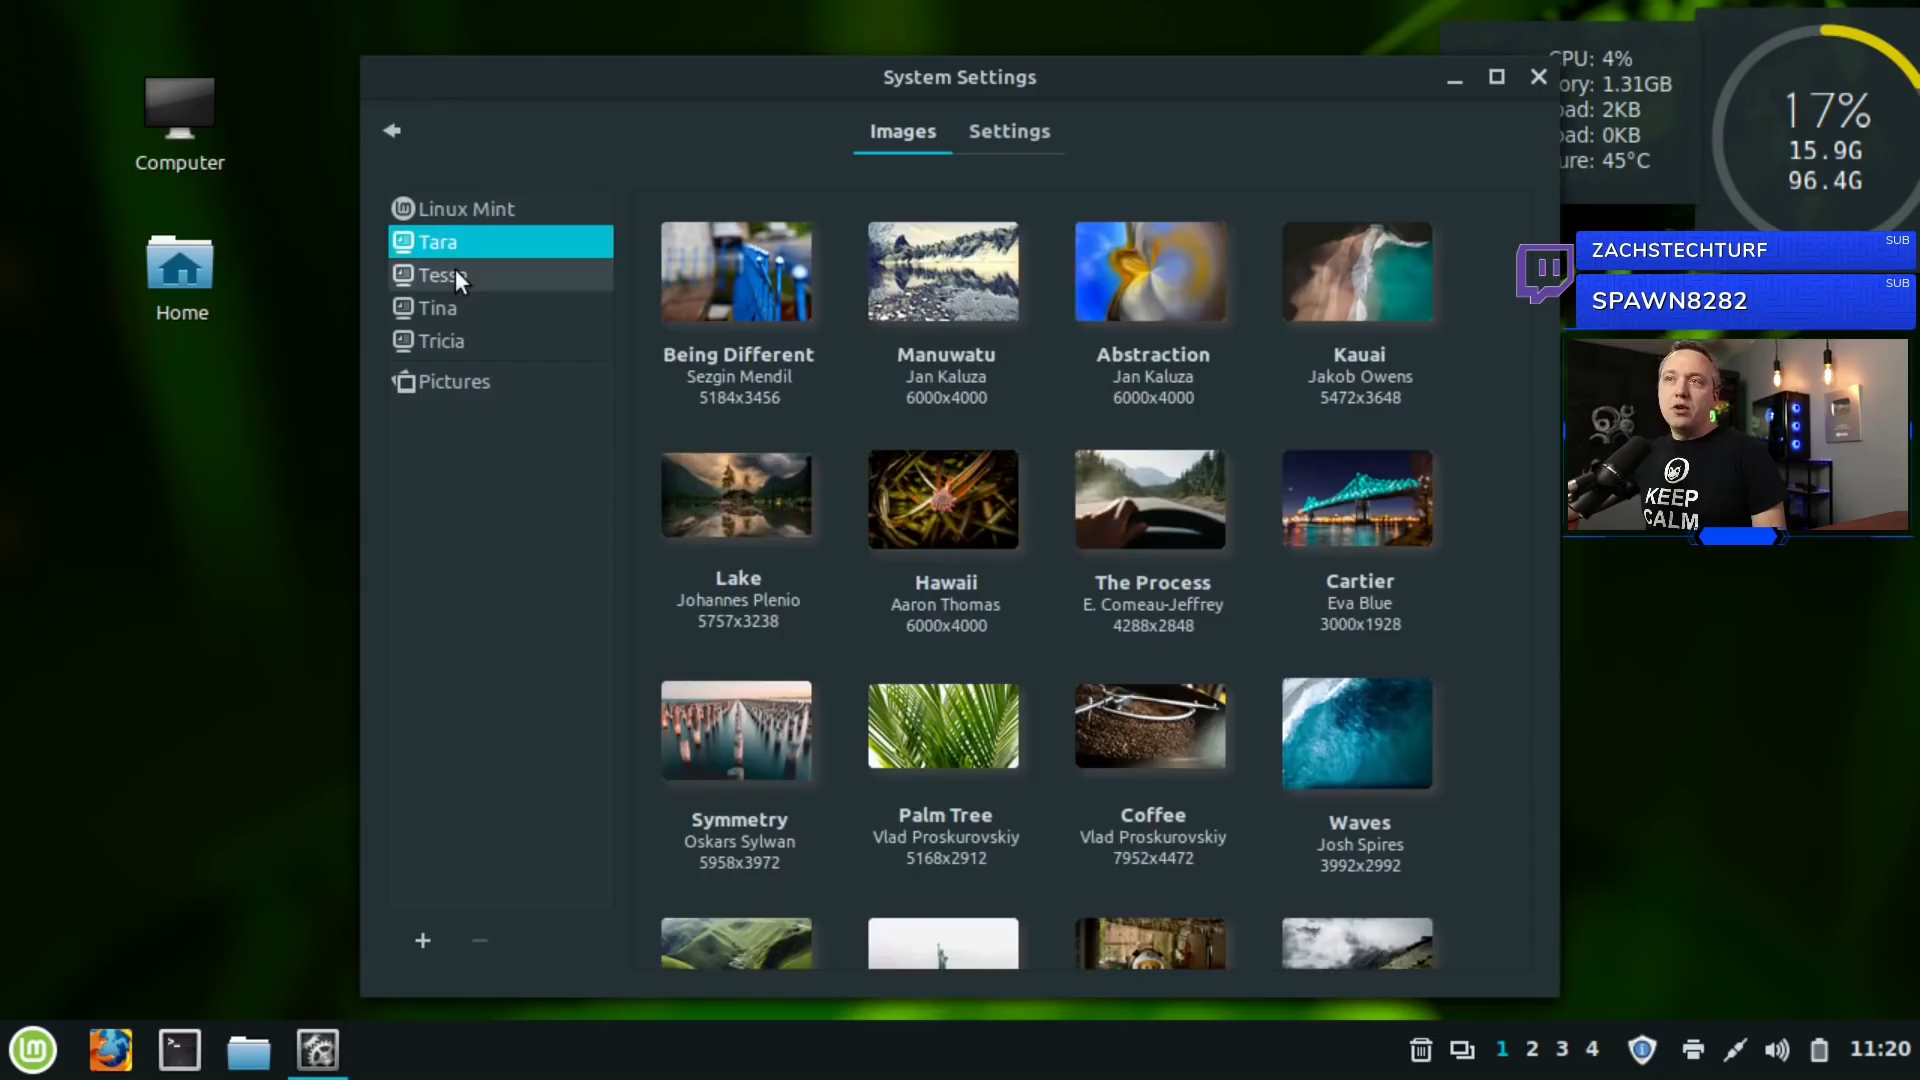 System Settings
Images
Settings
Computer
Home
Linux Mint
Tara
Tina
Tricia
Pictures
Being Different
Sezgin Mendil
5184x3456
Manuwatu
Jan Kaluza
6000x4000
Abstraction
Jan Kaluza
6000x4000
Kauai
Jakob Owens
5472x3648
Lake
Johannes Plenio
5757x3238
Hawaii
Aaron Thomas
6000x4000
The Process
E. Comeau-Jeffrey
4288x2848
Cartier
Eva Blue
3000x1928
Symmetry
Oskars Sylwan
5958x3972
Palm Tree
Vlad Proskurovskiy
5168x2912
Coffee
Vlad Proskurovskiy
7952x4472
Waves
Josh Spires
3992x2992
CPU: 4%
ory: 1.31GB
oad: 2KB
oad: 0KB
ure: 45°C
17%
15.9G
96.4G
ZACHSTECHTURF
SUB
SPAWN8282
SUB
KEEP
CALM
1 2 3 4
11:20